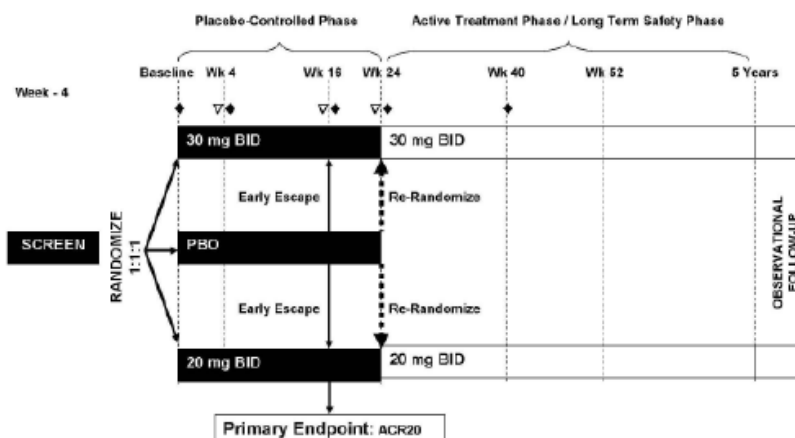 Placebo-Controlled Phase
Active Treatment Phase / Long Term Safety Phase
Week - 4
Baseline
Wk 4
Wk 16
Wk 24
Wk 40
Wk 52
5 Years
30 mg BID
30 mg BID
Early Escape
Re-Randomize
SCREEN
RANDOMIZE
1:1:1
PBO
Early Escape
Re-Randomize
20 mg BID
20 mg BID
OBSERVATIONAL
FOLLOW-UP
Primary Endpoint: ACR20